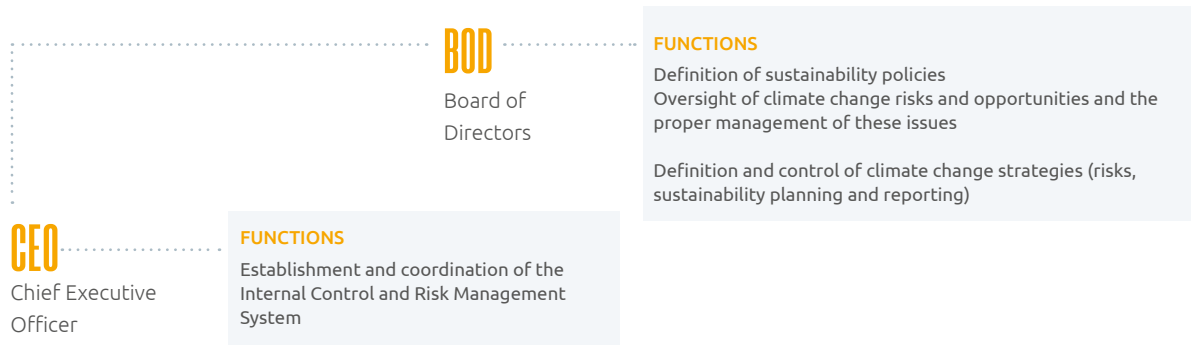 BOD
Board of
Directors
FUNCTIONS
Definition of sustainability policies
Oversight of climate change risks and opportunities and the
proper management of these issues
Definition and control of climate change strategies (risks,
sustainability planning and reporting)
CEO
Chief Executive
Officer
FUNCTIONS
Establishment and coordination of the
Internal Control and Risk Management
System